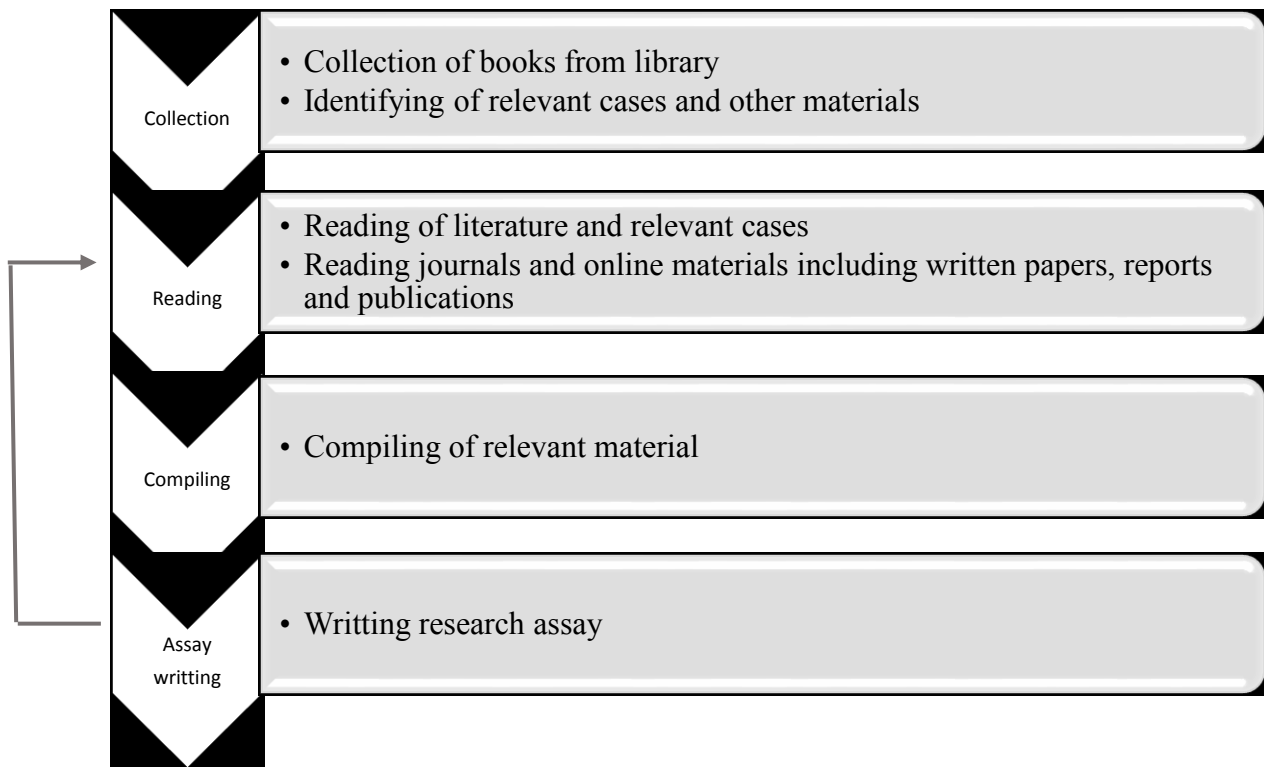 Collection
• Collection of books from library
• Identifying of relevant cases and other materials
Reading
• Reading of literature and relevant cases
• Reading journals and online materials including written papers, reports
and publications
Compiling
• Compiling of relevant material
Assay
writting
• Writting research assay